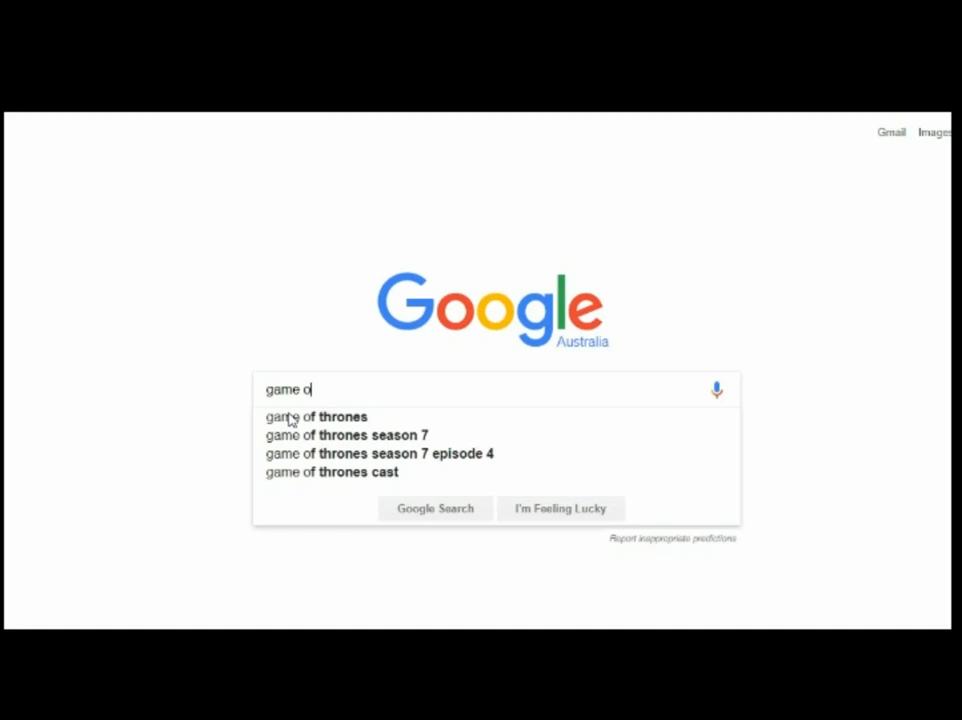 Gmail Images
Google
Australia
game o
game of thrones
game of thrones season 7
game of thrones season 7 episode 4
game of thrones cast
Google Search I'm Feeling Lucky
Report inappropriate predictions